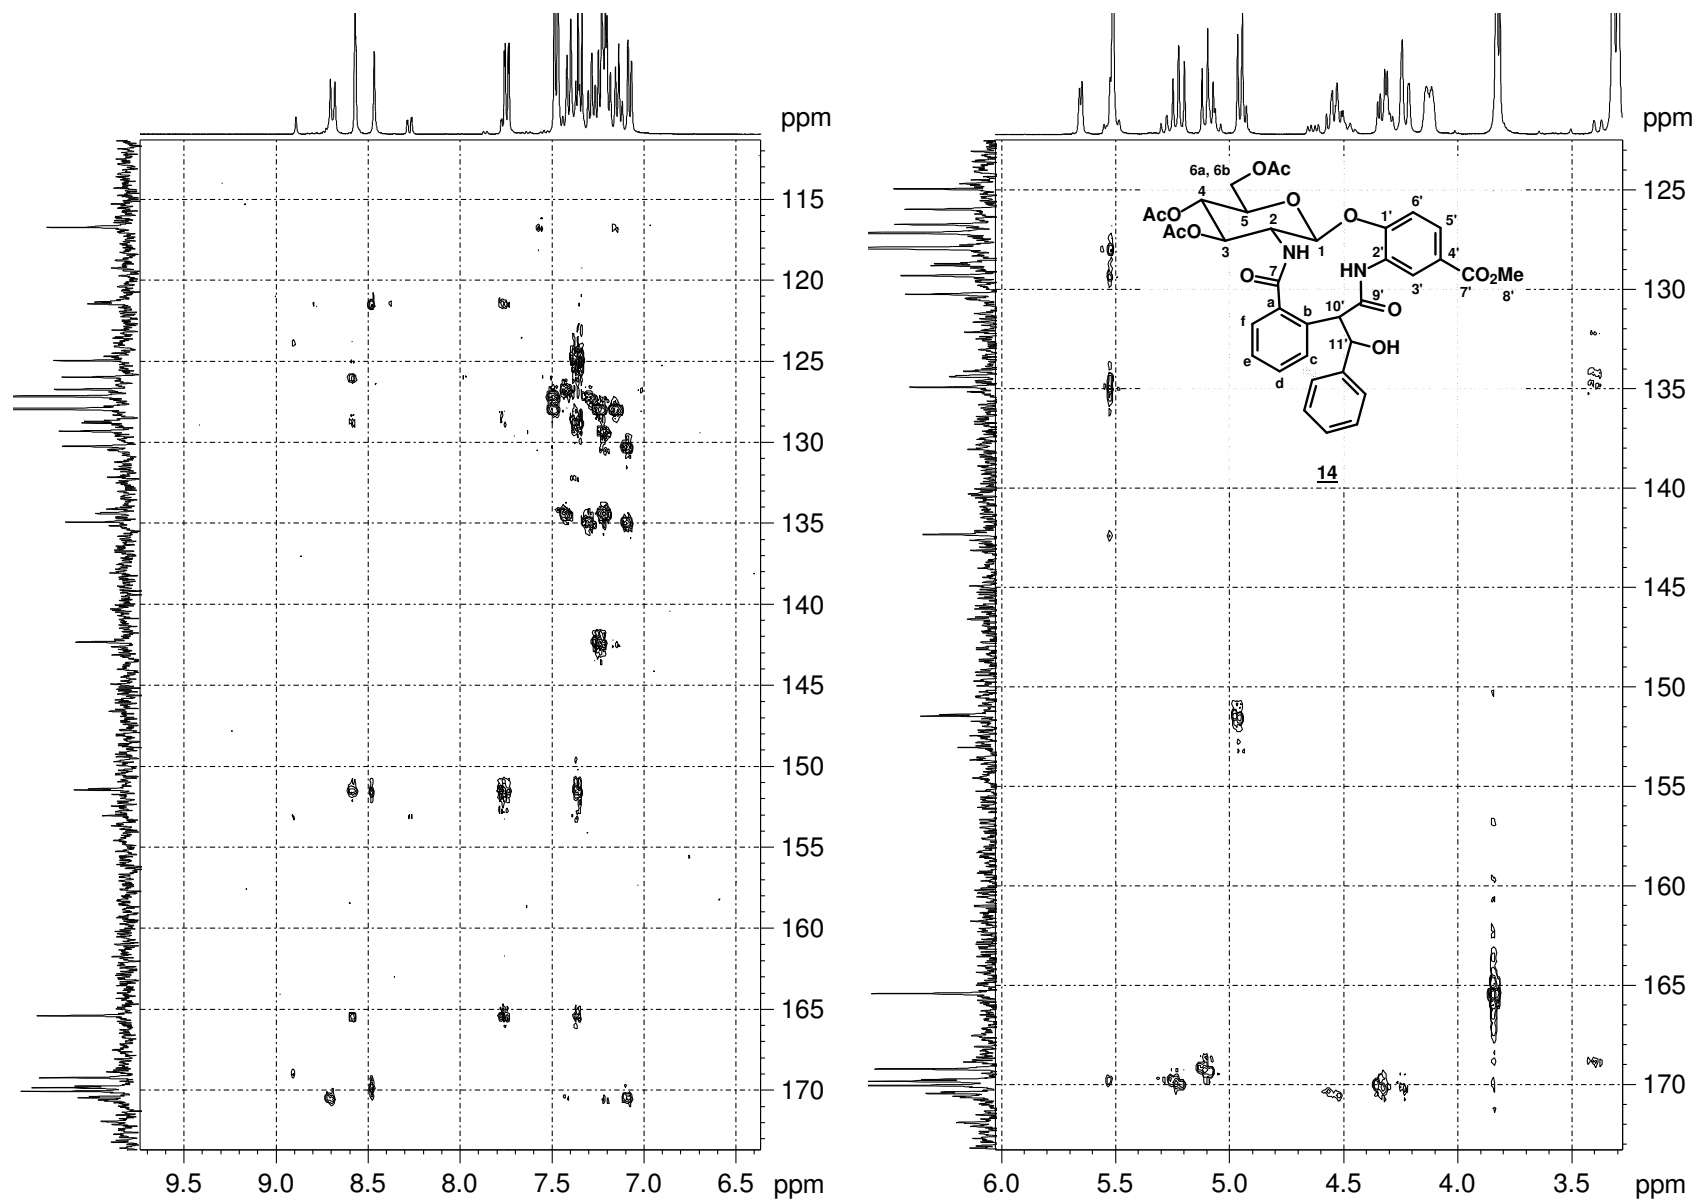 ppm
115
120
125
130
135
140
145
150
155
160
165
170
9.5 9.0 8.5 8.0 7.5 7.0 6.5 ppm
ppm
125
130
135
140
145
150
155
160
165
170
6.0 5.5 5.0 4.5 4.0 3.5 ppm
6a, 6b OAc
4 O O 6'
AcO 5 2 1' 5'
AcO 3 NH 1 2' 4'
O 7 HN 3' CO2Me
7' 8'
a 10' 9' O
f b
11' OH
e c
d
14